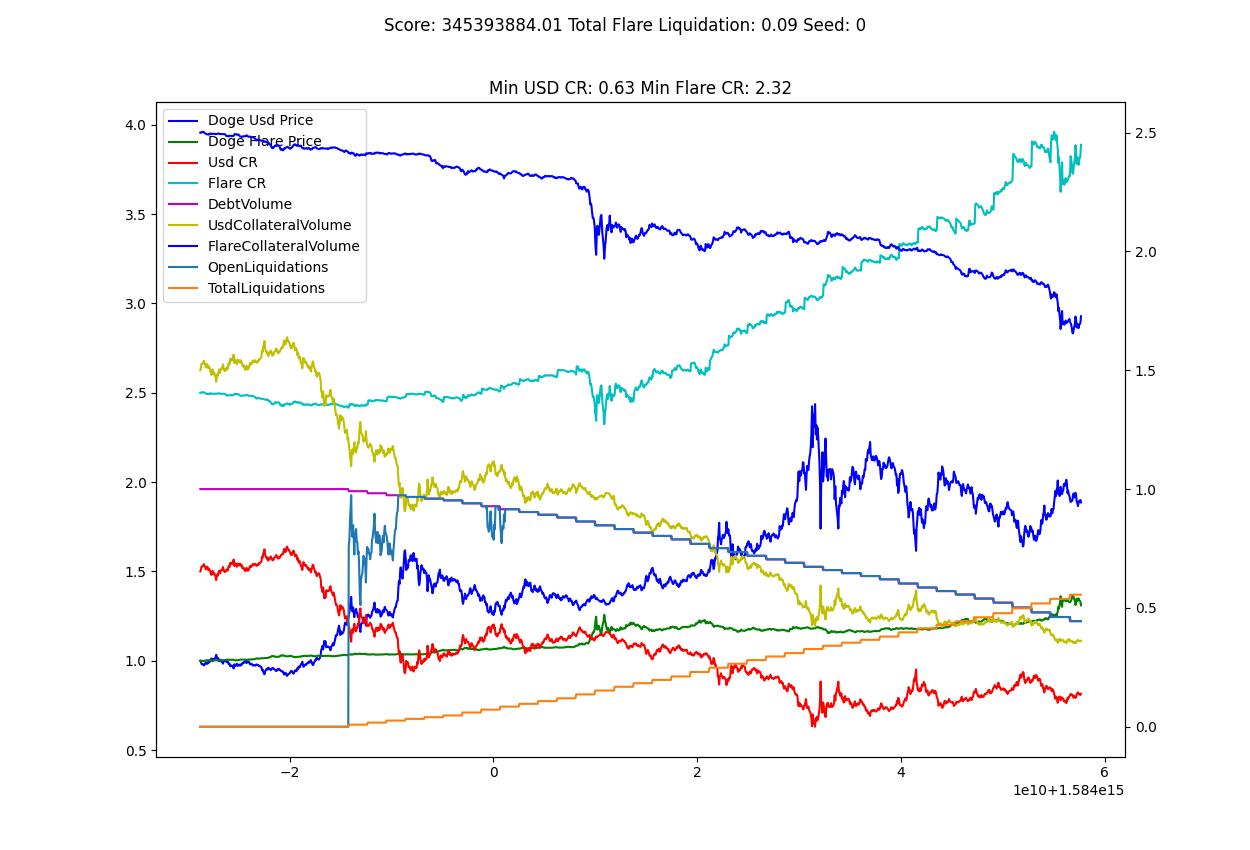 Score: 345393884.01 Total Flare Liquidation: 0.09 Seed: 0
Min USD CR: 0.63 Min Flare CR: 2.32
Doge Usd Price
Doge Flare Price
Usd CR
Flare CR
DebtVolume
UsdCollateralVolume
FlareCollateralVolume
OpenLiquidations
TotalLiquidations
4.0
3.5
3.0
2.5
2.0
1.5
1.0
0.5
2.5
2.0
1.5
1.0
0.5
0.0
−2 0 2 4 6
1e10+1.584e15